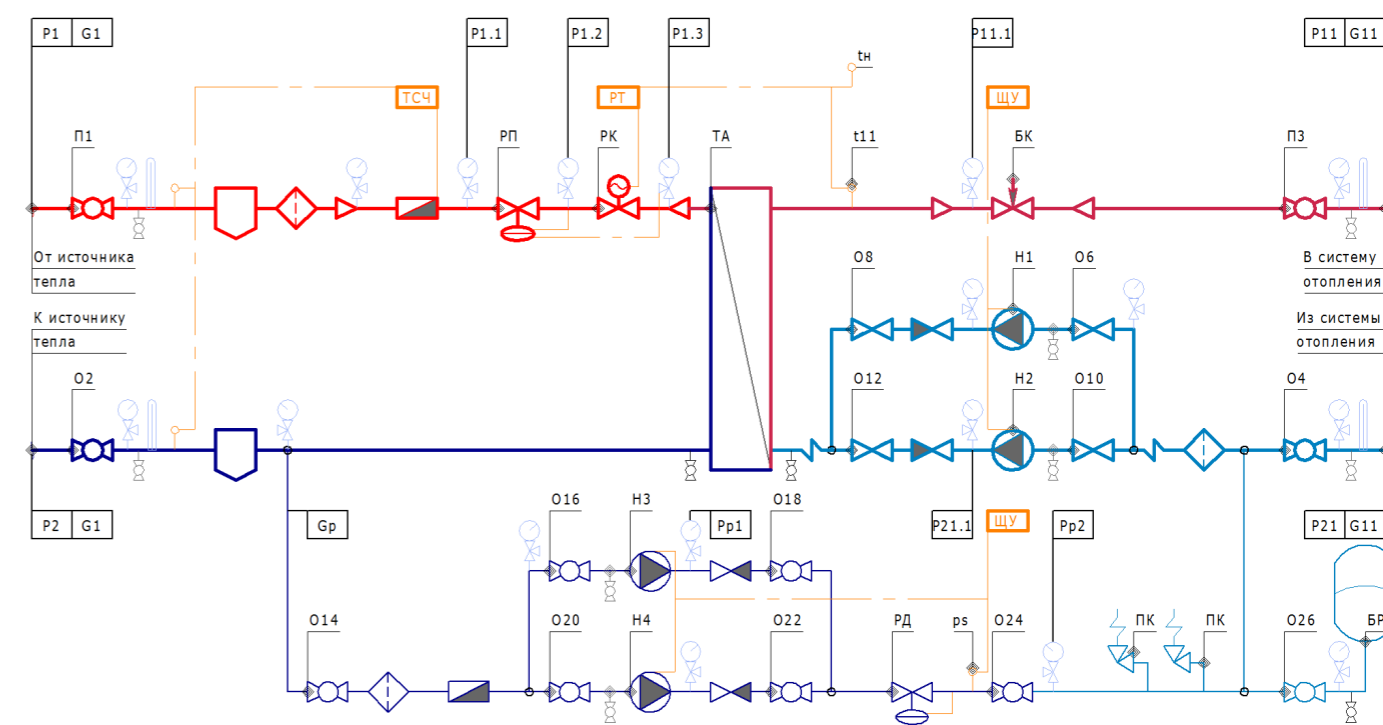 P1 G1
P1.1
P1.2
P1.3
P11.1
P11 G11
tн
ТСЧ
РТ
ЩУ
П1
РП
РК
ТА
t11
БК
П3
От источника
тепла
О8
Н1
О6
В систему
отопления
К источнику
тепла
Из системы
отопления
О2
О12
Н2
О10
О4
P2 G1
Gp
О16
Н3
Pp1
О18
P21.1
ЩУ
Pp2
P21 G11
О14
О20
Н4
О22
РД
ps
О24
ПК
ПК
О26
БР